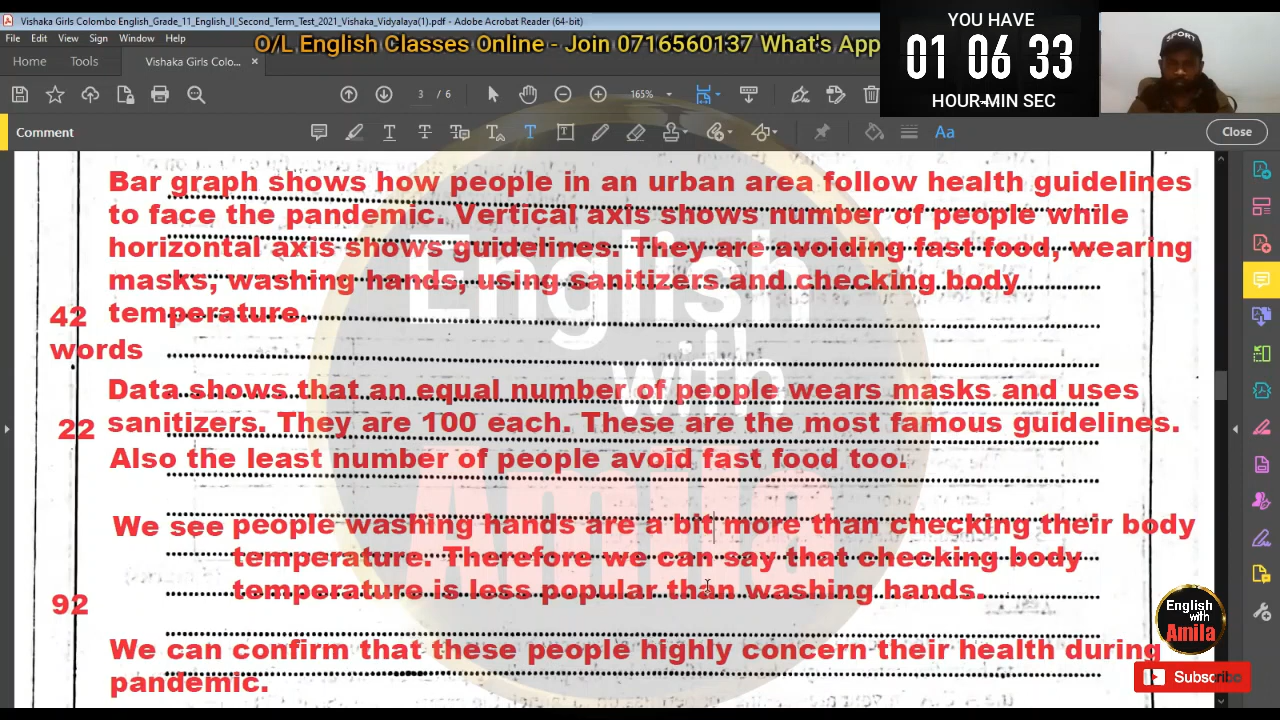 Vishaka Girls Colombo English_Grade_11_English_II_Second_Term_Test_2021_Vishaka_Vidyalaya(1).pdf - Adobe Acrobat Reader (64-bit)
File Edit View Sign Window Help
O/L English Classes Online - Join 0716560137 What's App
YOU HAVE
01 06 33
HOUR MIN SEC
SPORT
Home Tools Vishaka Girls Colo... ×
3 / 6 165%
Comment
Aa
Close
Bar graph shows how people in an urban area follow health guidelines
to face the pandemic. Vertical axis shows number of people while
horizontal axis shows guidelines. They are avoiding fast food, wearing
masks, washing hands, using sanitizers and checking body
42 temperature.
words
Data shows that an equal number of people wears masks and uses
22 sanitizers. They are 100 each. These are the most famous guidelines.
Also the least number of people avoid fast food too.
We see people washing hands are a bit more than checking their body
temperature. Therefore we can say that checking body
temperature is less popular than washing hands.
92
We can confirm that these people highly concern their health during
pandemic.
English
with
Amila
English
with
Amila
Subscribe